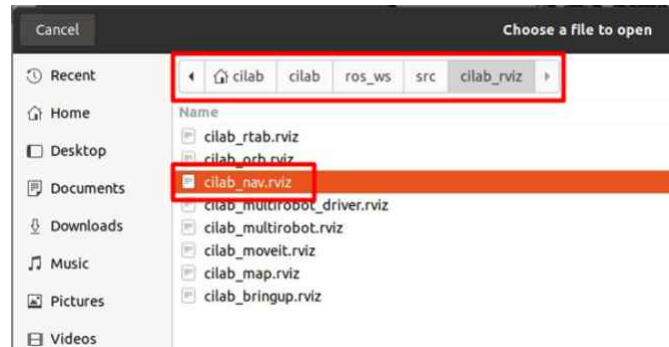 Cancel
Choose a file to open
Recent
Home
Desktop
Documents
Downloads
Music
Pictures
Videos
cilab cilab ros_ws src cilab_rviz
Name
cilab_rtab.rviz
cilab_orb.rviz
cilab_nav.rviz
cilab_multirobot_driver.rviz
cilab_multirobot.rviz
cilab_moveit.rviz
cilab_map.rviz
cilab_bringup.rviz